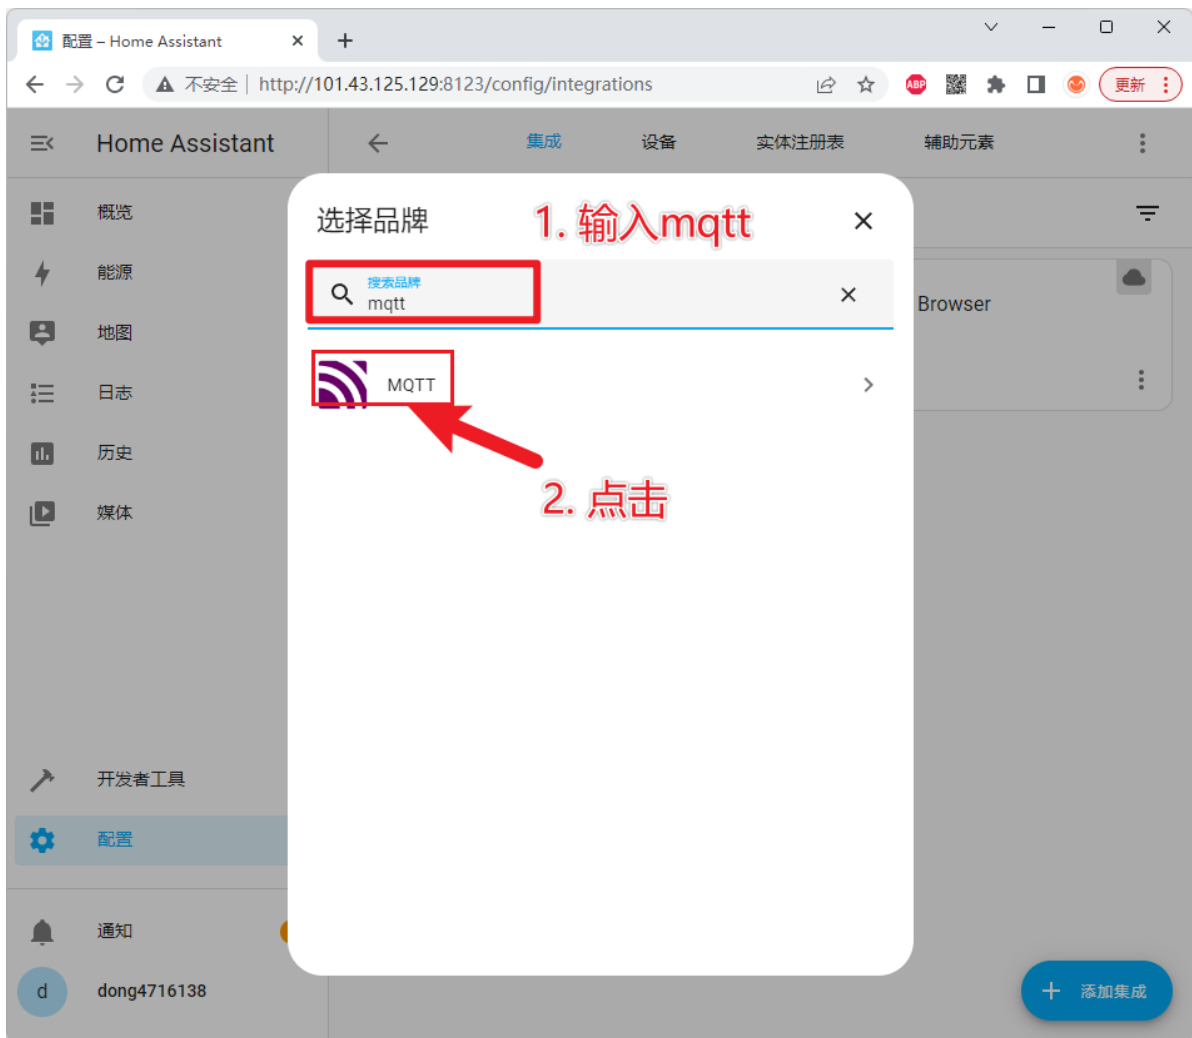 配置 – Home Assistant
不安全 http://101.43.125.129:8123/config/integrations
ABP
更新
Home Assistant
集成 设备 实体注册表 辅助元素
概览
能源
地图
日志
历史
媒体
开发者工具
配置
通知
d dong4716138
选择品牌
1. 输入mqtt
搜索品牌
mqtt
MQTT
2. 点击
Browser
添加集成